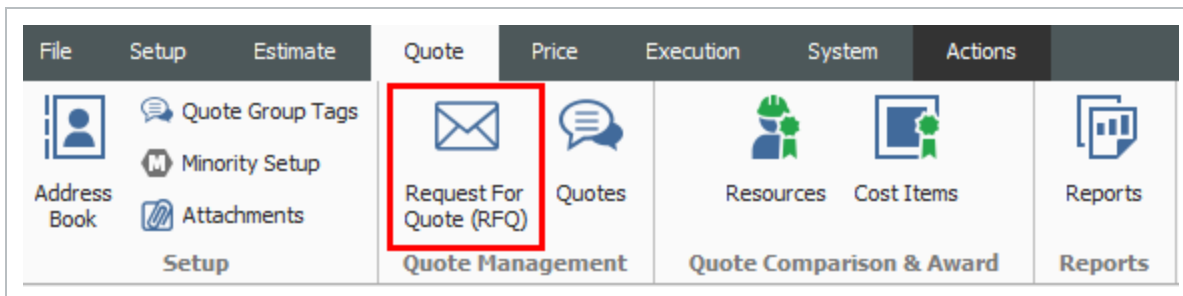 File Setup Estimate Quote Price Execution System Actions
Address
Book
Quote Group Tags
M Minority Setup
Attachments
Setup
Request For
Quote (RFQ)
Quotes
Quote Management
Resources
Cost Items
Quote Comparison & Award
Reports
Reports